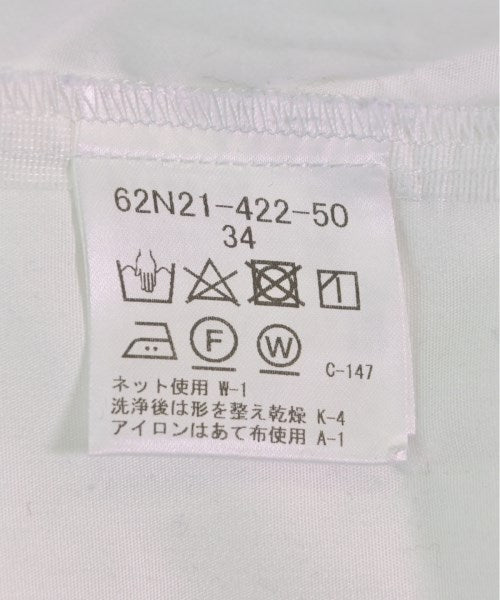 62N21-422-50
34
F W C-147
ネット使用 W-1
洗浄後は形を整え乾燥 K-4
アイロンはあて布使用 A-1